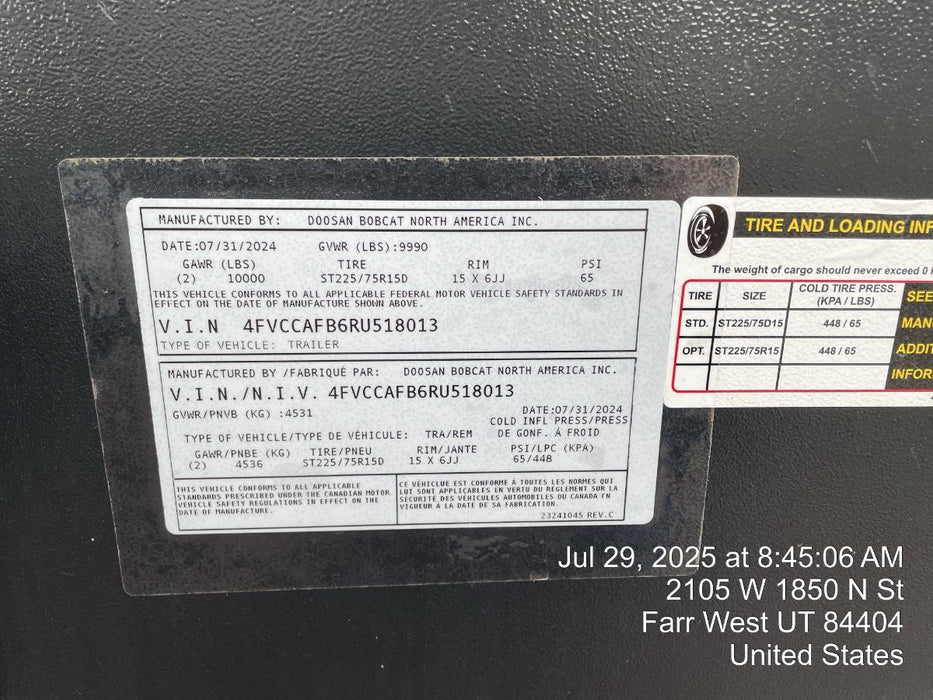 MANUFACTURED BY: DOOSAN BOBCAT NORTH AMERICA INC.
DATE:07/31/2024 GVWR (LBS):9990
GAWR (LBS) TIRE RIM PSI
(2) 10000 ST225/75R15D 15 X 6JJ 65
THIS VEHICLE CONFORMS TO ALL APPLICABLE FEDERAL MOTOR VEHICLE SAFETY STANDARDS IN
EFFECT ON THE DATE OF MANUFACTURE SHOWN ABOVE.
V.I.N 4FVCCAFB6RU518013
TYPE OF VEHICLE: TRAILER
MANUFACTURED BY /FABRIQUÉ PAR: DOOSAN BOBCAT NORTH AMERICA INC.
V.I.N./N.I.V. 4FVCCAFB6RU518013
GVWR/PNVB (KG) :4531 DATE:07/31/2024
COLD INFL PRESS/PRESS
TYPE OF VEHICLE/TYPE DE VÉHICULE: TRA/REM DE GONF. À FROID
GAWR/PNBE (KG) TIRE/PNEU RIM/JANTE PSI/LPC (KPA)
(2) 4536 ST225/75R15D 15 X 6JJ 65/448
THIS VEHICLE CONFORMS TO ALL APPLICABLE
STANDARDS PRESCRIBED UNDER THE CANADIAN MOTOR
VEHICLE SAFETY REGULATIONS IN EFFECT ON THE
DATE OF MANUFACTURE.
CE VÉHICLUE EST CONFORME À TOUTES LES NORMES QUI
LUT SONT APPLICABLES EN VERTU DU REGLEMENT SUR LA
SÉCURITÉ DES VÉHICULES AUTOMOBILES DU CANADA FN
VIGUEUR A LA DATE DE SA FABRICATION.
23241045 REV.C
TIRE AND LOADING INF
The weight of cargo should never exceed 0 k
TIRE SIZE COLD TIRE PRESS. (KPA / LBS) SEE
STD. ST225/75D15 448 / 65 MAN
OPT. ST225/75R15 448 / 65 ADDIT
INFOR
Jul 29, 2025 at 8:45:06 AM
2105 W 1850 N St
Farr West UT 84404
United States